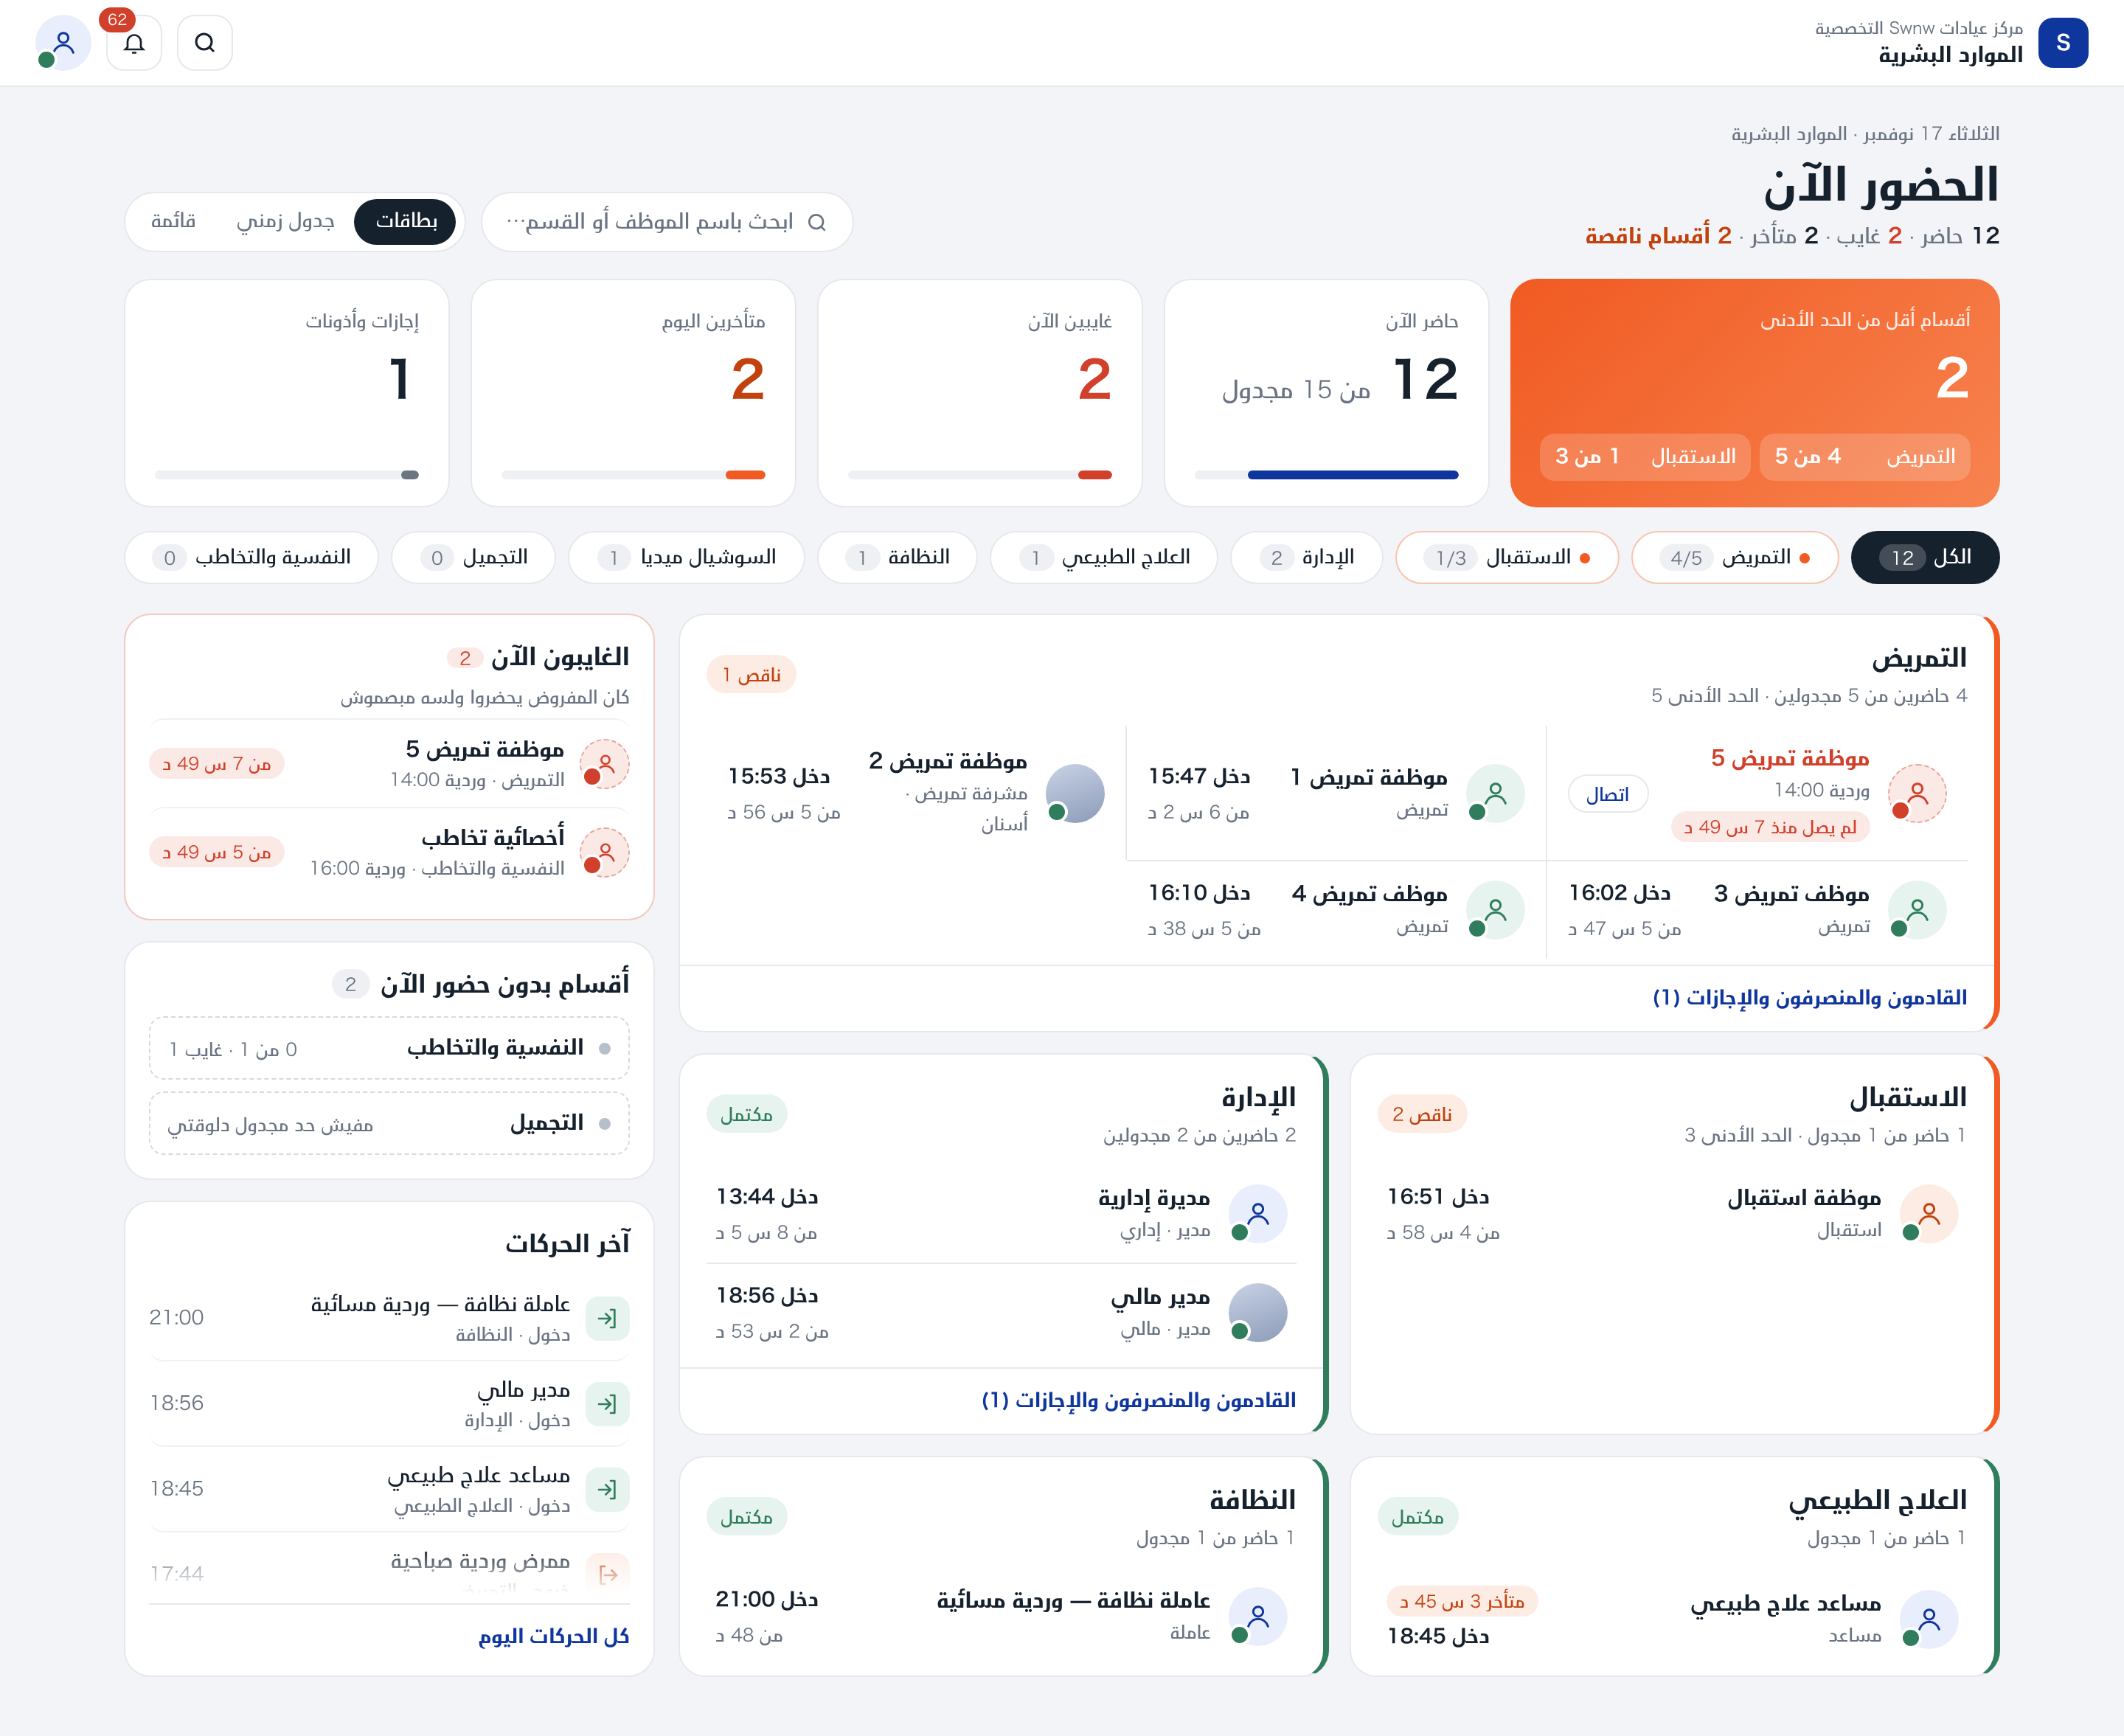 S
مركز عيادات Swnw التخصصية
الموارد البشرية
62
الثلاثاء 17 نوفمبر · الموارد البشرية
الحضور الآن
12 حاضر · 2 غايب · 2 متأخر · 2 أقسام ناقصة
ابحث باسم الموظف أو القسم...
بطاقات
جدول زمني
قائمة
أقسام أقل من الحد الأدنى
2
التمريض 4 من 5
الاستقبال 1 من 3
حاضر الآن
12 من 15 مجدول
غايبين الآن
2
متأخرين اليوم
2
إجازات وأذونات
1
الكل 12
التمريض 4/5
الاستقبال 1/3
الإدارة 2
العلاج الطبيعي 1
النظافة 1
السوشيال ميديا 1
التجميل 0
النفسية والتخاطب 0
التمريض
4 حاضرين من 5 مجدولين · الحد الأدنى 5
ناقص 1
موظفة تمريض 5
وردية 14:00
لم يصل منذ 7 س 49 د
اتصال
موظفة تمريض 1
تمريض
دخل 15:47
من 6 س 2 د
موظفة تمريض 2
مشرفة تمريض ·
أسنان
دخل 15:53
من 5 س 56 د
موظف تمريض 3
تمريض
دخل 16:02
من 5 س 47 د
موظف تمريض 4
تمريض
دخل 16:10
من 5 س 38 د
القادمون والمنصرفون والإجازات (1)
الاستقبال
1 حاضر من 1 مجدول · الحد الأدنى 3
ناقص 2
موظفة استقبال
استقبال
دخل 16:51
من 4 س 58 د
الإدارة
2 حاضرين من 2 مجدولين
مكتمل
مديرة إدارية
مدير · إداري
دخل 13:44
من 8 س 5 د
مدير مالي
مدير · مالي
دخل 18:56
من 2 س 53 د
القادمون والمنصرفون والإجازات (1)
العلاج الطبيعي
1 حاضر من 1 مجدول
مكتمل
مساعد علاج طبيعي
مساعد
متأخر 3 س 45 د
دخل 18:45
النظافة
1 حاضر من 1 مجدول
مكتمل
عاملة نظافة — وردية مسائية
عاملة
دخل 21:00
من 48 د
الغايبون الآن 2
كان المفروض يحضروا ولسه مبصموش
موظفة تمريض 5
التمريض · وردية 14:00
من 7 س 49 د
أخصائية تخاطب
النفسية والتخاطب · وردية 16:00
من 5 س 49 د
أقسام بدون حضور الآن 2
النفسية والتخاطب
0 من 1 · غايب 1
التجميل
مفيش حد مجدول دلوقتي
آخر الحركات
عاملة نظافة — وردية مسائية
دخول · النظافة
21:00
مدير مالي
دخول · الإدارة
18:56
مساعد علاج طبيعي
دخول · العلاج الطبيعي
18:45
ممرض وردية صباحية
17:44
كل الحركات اليوم